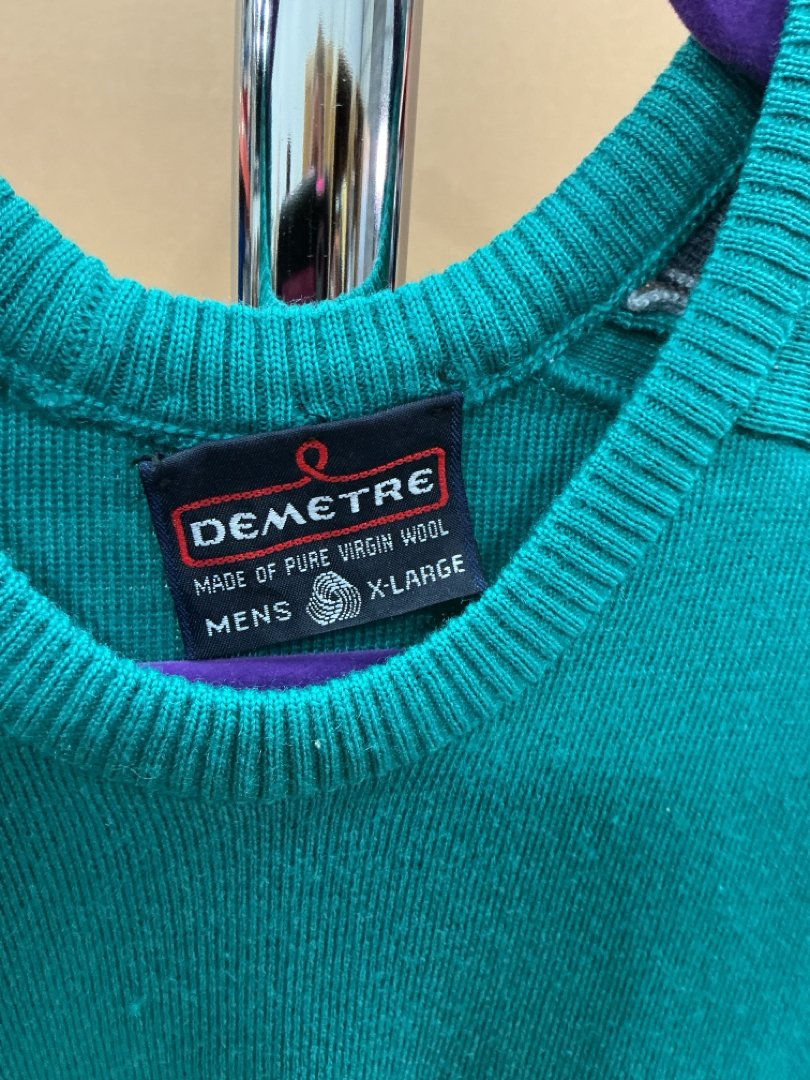 DEMETRE
MADE OF PURE VIRGIN WOOL
MENS X-LARGE